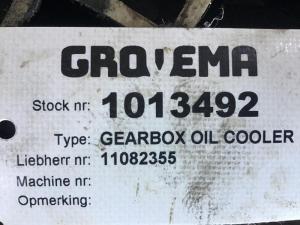 GROVEMA
Stock nr: 1013492
Type: GEARBOX OIL COOLER
Liebherr nr: 11082355
Machine nr:
Opmerking: